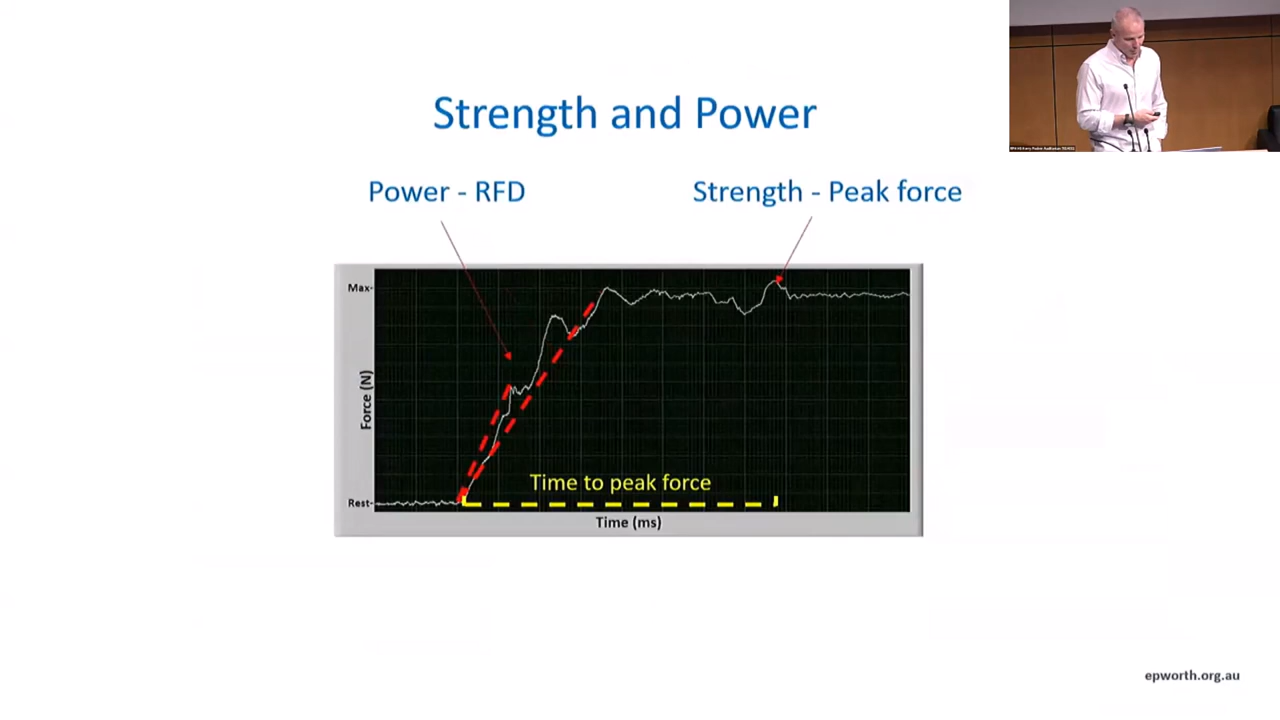 Strength and Power
Power - RFD
Strength - Peak force
Max-
Force (N)
Time to peak force
Rest-
Time (ms)
epworth.org.au